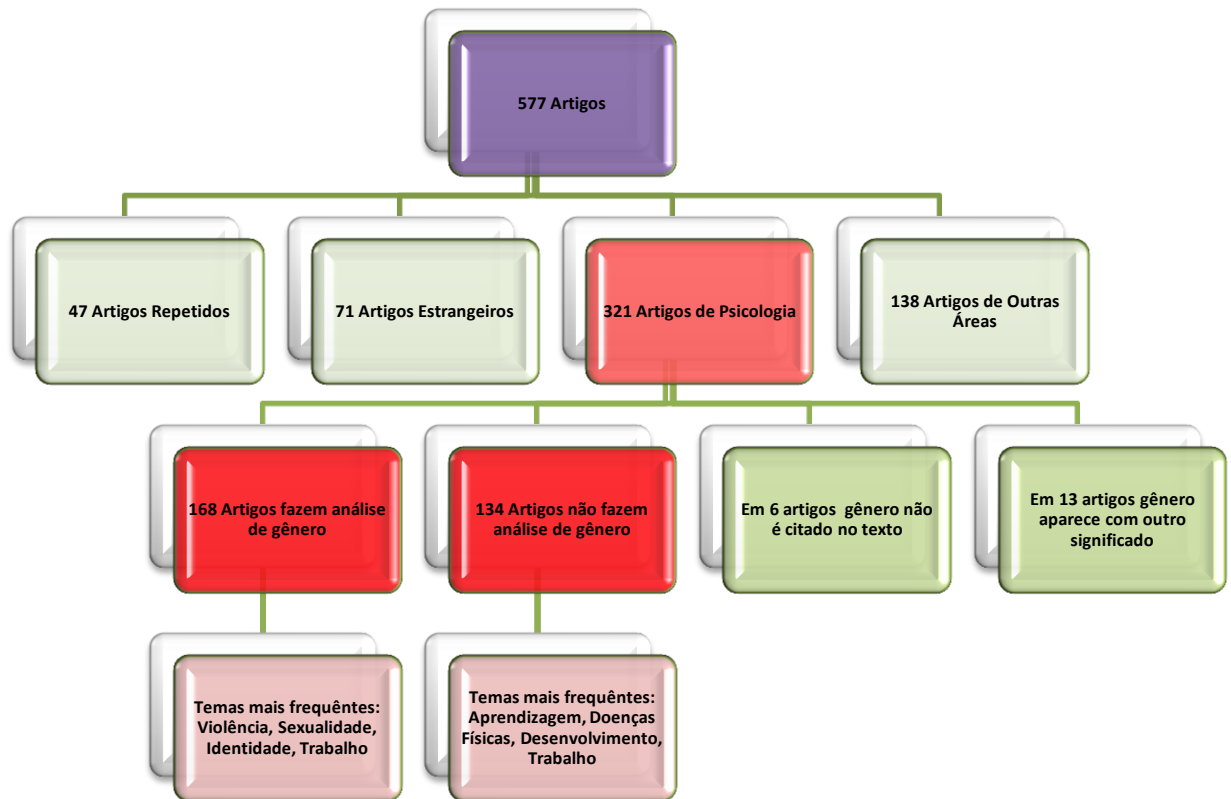 577 Artigos
47 Artigos Repetidos
71 Artigos Estrangeiros
321 Artigos de Psicologia
138 Artigos de Outras
Áreas
168 Artigos fazem análise
de gênero
134 Artigos não fazem
análise de gênero
Em 6 artigos gênero não
é citado no texto
Em 13 artigos gênero
aparece com outro
significado
Temas mais frequêntes:
Violência, Sexualidade,
Identidade, Trabalho
Temas mais frequêntes:
Aprendizagem, Doenças
Físicas, Desenvolvimento,
Trabalho